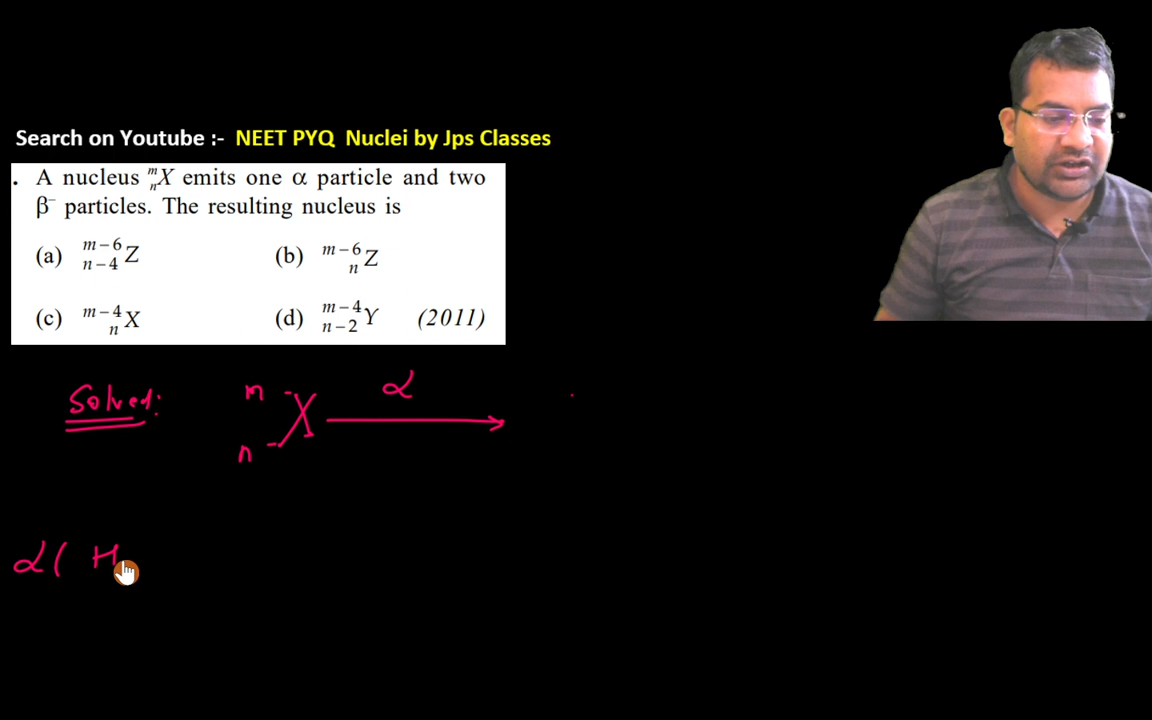 Search on Youtube :- NEET PYQ Nuclei by Jps Classes
. A nucleus ᵐₙX emits one α particle and two
β⁻ particles. The resulting nucleus is
(a) ᵐ⁻⁶ₙ₋₄Z (b) ᵐ⁻⁶ₙZ
(c) ᵐ⁻⁴ₙX (d) ᵐ⁻⁴ₙ₋₂Y (2011)
Solved: ᵐₙX α
α( H